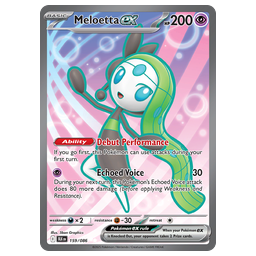 BASIC
Meloetta ex
HP 200
Ability Debut Performance
If you go first, this Pokémon can use attacks during your
first turn.
Echoed Voice 30
During your next turn, this Pokémon's Echoed Voice attack
does 80 more damage (before applying Weakness and
Resistance).
weakness ×2 resistance -30 retreat
Pokémon ex rule
When your Pokémon ex
is Knocked Out, your opponent takes 2 Prize cards.
159/086